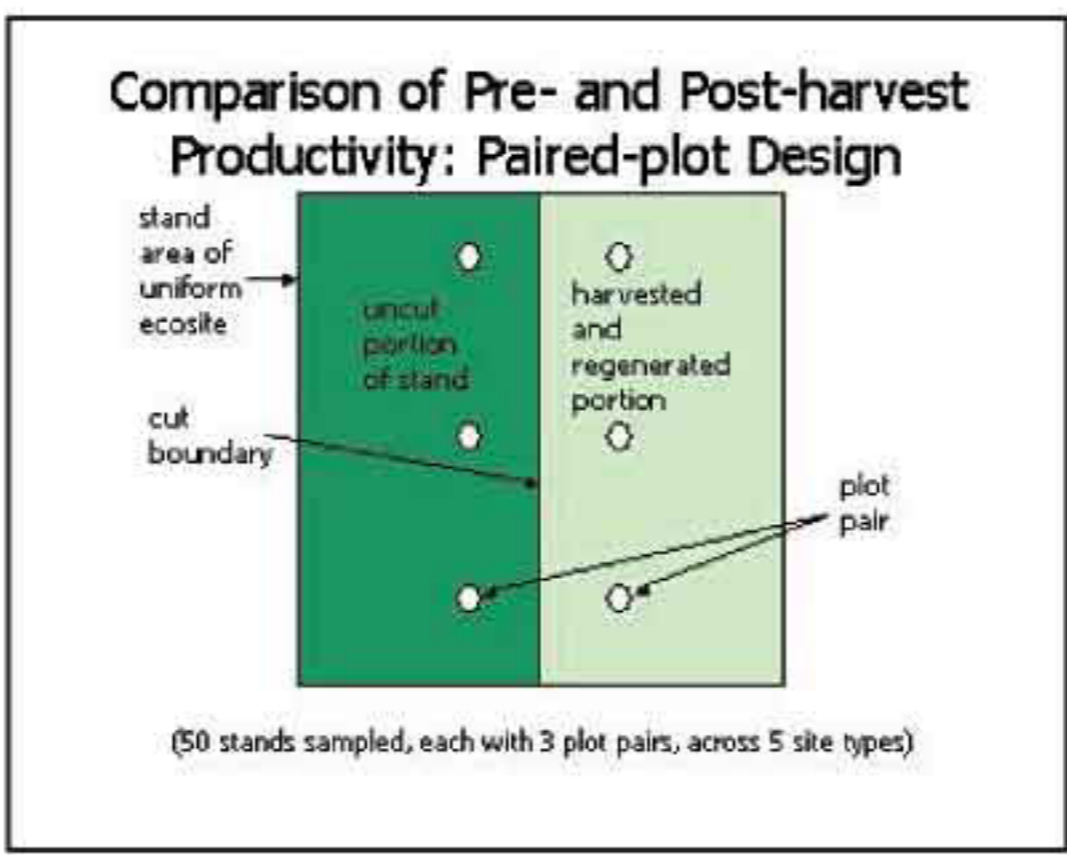 Comparison of Pre- and Post-harvest
Productivity: Paired-plot Design
stand
area of
uniform
ecosite
uncut
portion
of stand
harvested
and
regenerated
portion
cut
boundary
plot
pair
(50 stands sampled, each with 3 plot pairs, across 5 site types)